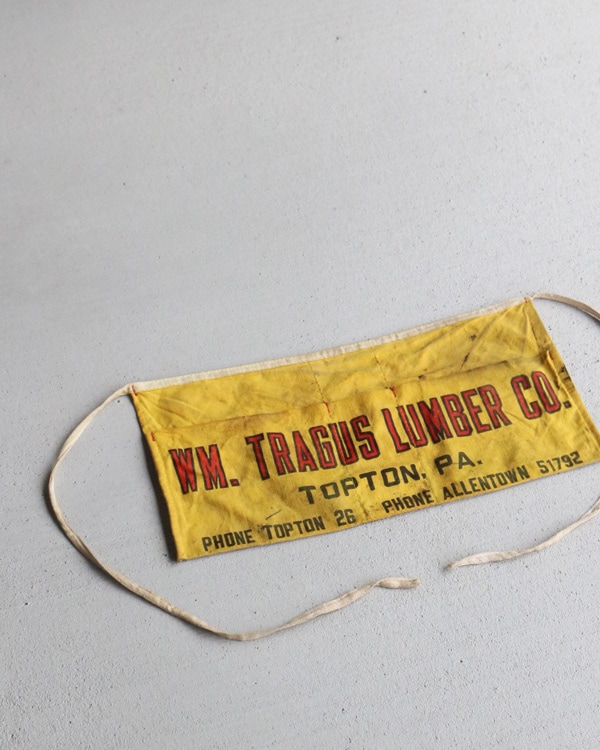 WM. TRAGUS LUMBER CO.
TOPTON, PA.
PHONE TOPTON 26 PHONE ALLENTOWN 51792